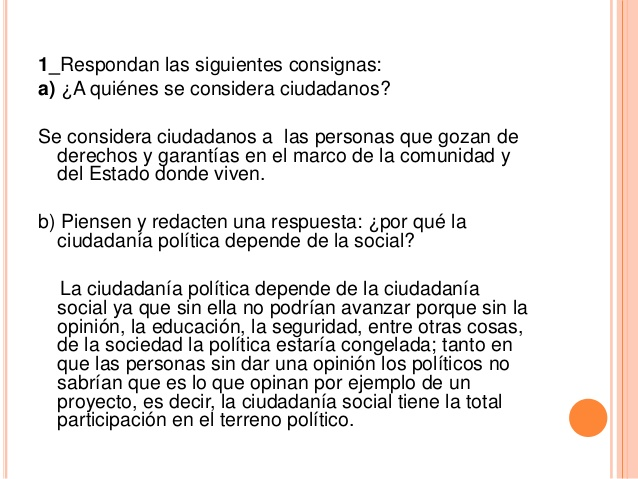 1_Respondan las siguientes consignas:
a) ¿A quiénes se considera ciudadanos?
Se considera ciudadanos a las personas que gozan de
derechos y garantías en el marco de la comunidad y
del Estado donde viven.
b) Piensen y redacten una respuesta: ¿por qué la
ciudadanía política depende de la social?
La ciudadanía política depende de la ciudadanía
social ya que sin ella no podrían avanzar porque sin la
opinión, la educación, la seguridad, entre otras cosas,
de la sociedad la política estaría congelada; tanto en
que las personas sin dar una opinión los políticos no
sabrían que es lo que opinan por ejemplo de un
proyecto, es decir, la ciudadanía social tiene la total
participación en el terreno político.